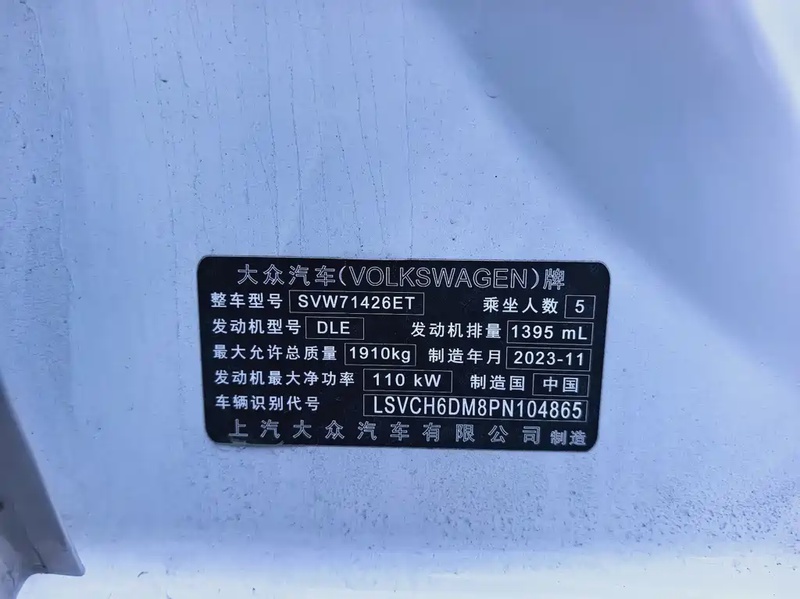 大众汽车(VOLKSWAGEN)牌
整车型号 SVW71426ET 乘坐人数 5
发动机型号 DLE 发动机排量 1395 mL
最大允许总质量 1910kg 制造年月 2023-11
发动机最大净功率 110 kW 制造国 中国
车辆识别代号 LSVCH6DM8PN104865
上汽大众汽车有限公司 制造